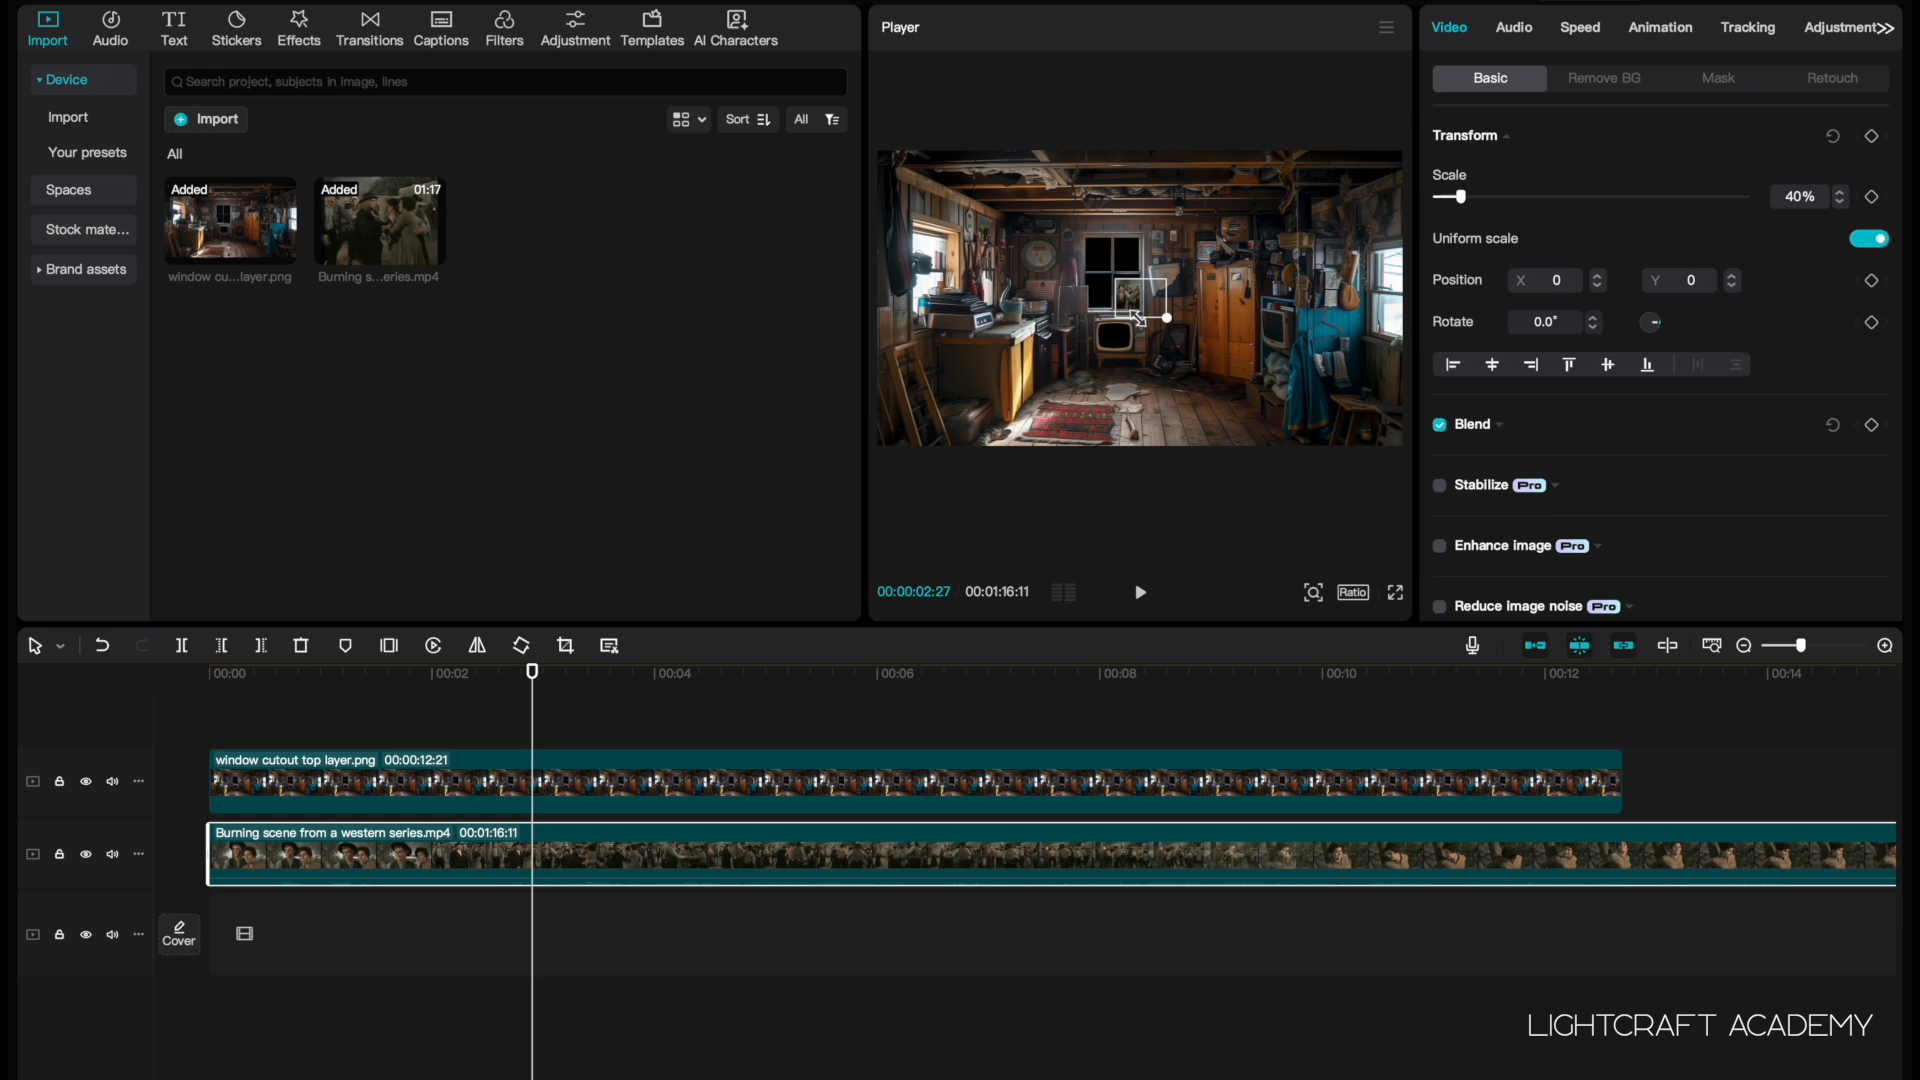 Import
Audio
Text
Stickers
Effects
Transitions
Captions
Filters
Adjustment
Templates
AI Characters
Device
Import
Your presets
Spaces
Stock mate...
Brand assets
Search project, subjects in image, lines
Import
Sort
All
All
Added
Added 01:17
window cu...layer.png
Burning s...eries.mp4
Player
00:00:02:27 / 00:01:16:11
Ratio
Video
Audio
Speed
Animation
Tracking
Adjustment
Basic
Remove BG
Mask
Retouch
Transform
Scale
40%
Uniform scale
Position X 0 Y 0
Rotate 0.0°
Blend
Stabilize Pro
Enhance image Pro
Reduce image noise Pro
00:00 00:02 00:04 00:06 00:08 00:10 00:12 00:14
window cutout top layer.png 00:00:12:21
Burning scene from a western series.mp4 00:01:16:11
Cover
LIGHTCRAFT ACADEMY